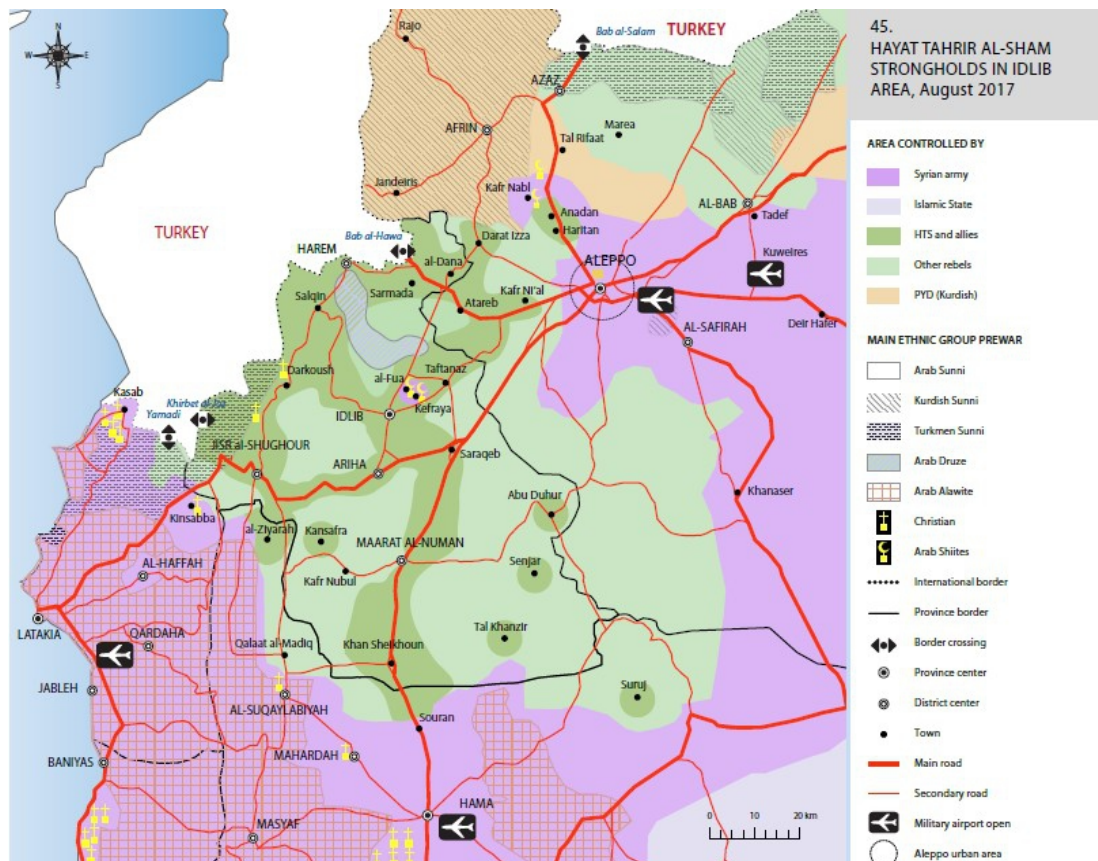 N
W
E
S
Rajo
Bab al-Salam
TURKEY
AZAZ
Marea
AFRIN
Tal Rifaat
Jandeiris
Kafr Nabl
AL-BAB
Anadan
Tadef
TURKEY
Bab al-Hawa
Haritan
HAREM
Darat Izza
Kuweires
al-Dana
ALEPPO
Salqin
Sarmada
Kafr Ni'al
Atareb
Deir Hafer
AL-SAFIRAH
Taftanaz
Darkoush
al-Fua
Kasab
Kefraya
Yamadi
IDLIB
JISR al-SHUGHOUR
Saraqeb
ARIHA
Khanaser
Abu Duhur
Kinsabba
al-Ziyarah
Kansafra
MAARAT AL-NUMAN
AL-HAFFAH
Kafr Nubul
Senjar
LATAKIA
QARDAHA
Tal Khanzir
Qalaat al-Madiq
Khan Sheikhoun
JABLEH
Suruj
AL-SUQAYLABIYAH
Souran
BANIYAS
MAHARDAH
HAMA
MASYAF
0 10 20 km
45.
HAYAT TAHRIR AL-SHAM
STRONGHOLDS IN IDLIB
AREA, August 2017
AREA CONTROLLED BY
Syrian army
Islamic State
HTS and allies
Other rebels
PYD (Kurdish)
MAIN ETHNIC GROUP PREWAR
Arab Sunni
Kurdish Sunni
Turkmen Sunni
Arab Druze
Arab Alawite
Christian
Arab Shiites
International border
Province border
Border crossing
Province center
District center
Town
Main road
Secondary road
Military airport open
Aleppo urban area